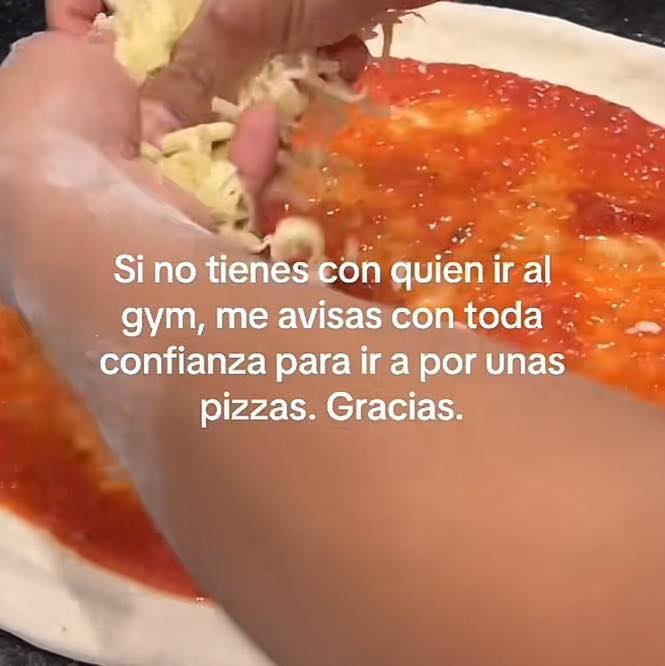 Si no tienes con quien ir al
gym, me avisas con toda
confianza para ir a por unas
pizzas. Gracias.